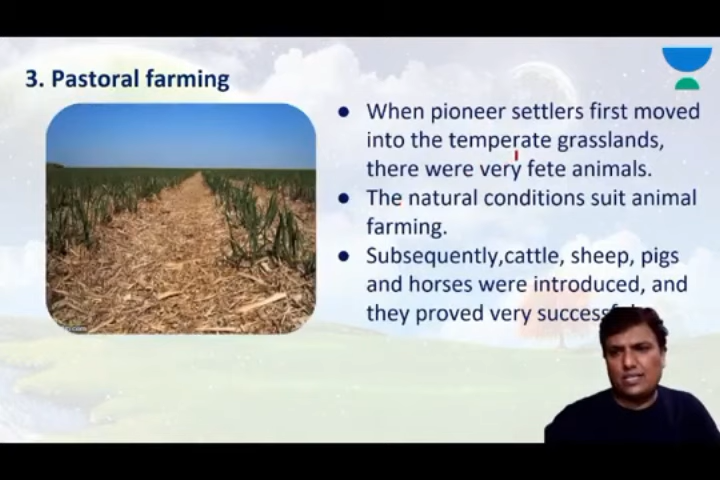 3. Pastoral farming
● When pioneer settlers first moved
into the temperate grasslands,
there were very fete animals.
● The natural conditions suit animal
farming.
● Subsequently,cattle, sheep, pigs
and horses were introduced, and
they proved very